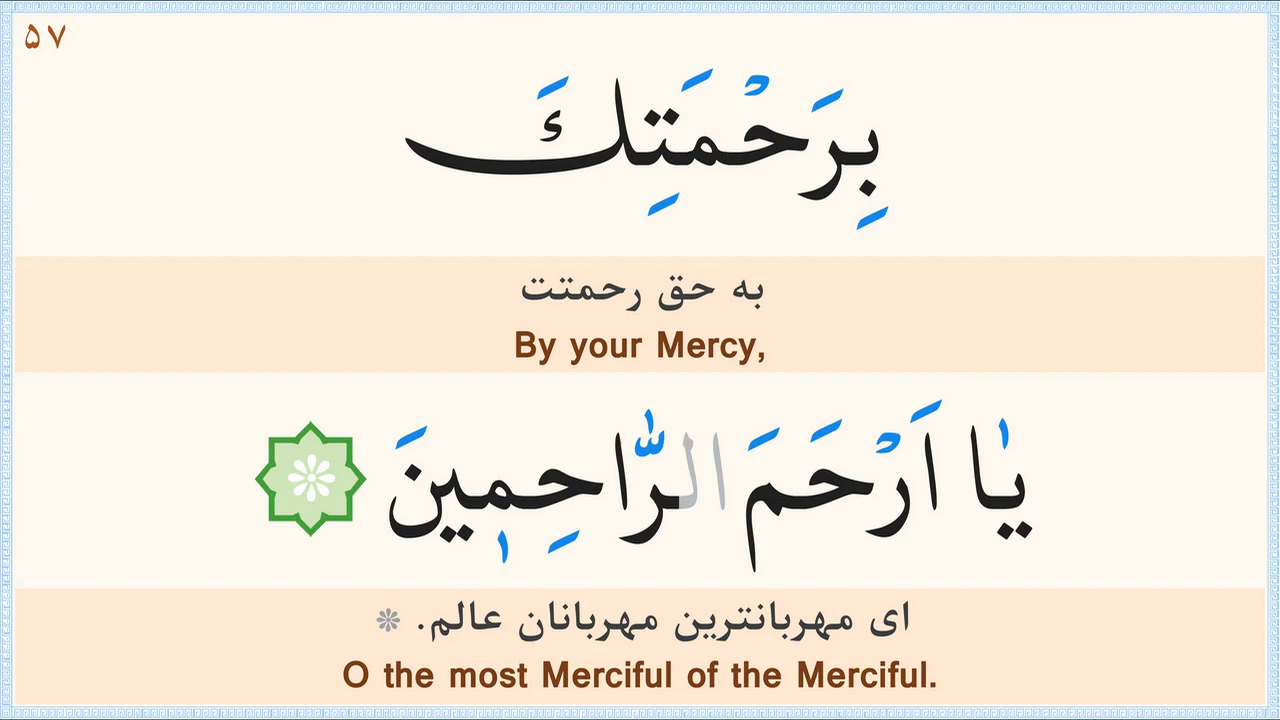 ۵۷
بِرَحْمَتِكَ
به حق رحمتت
By your Mercy,
يٰا اَرْحَمَ الرّٰاحِمٖينَ
ای مهربانترین مهربانان عالم.
O the most Merciful of the Merciful.